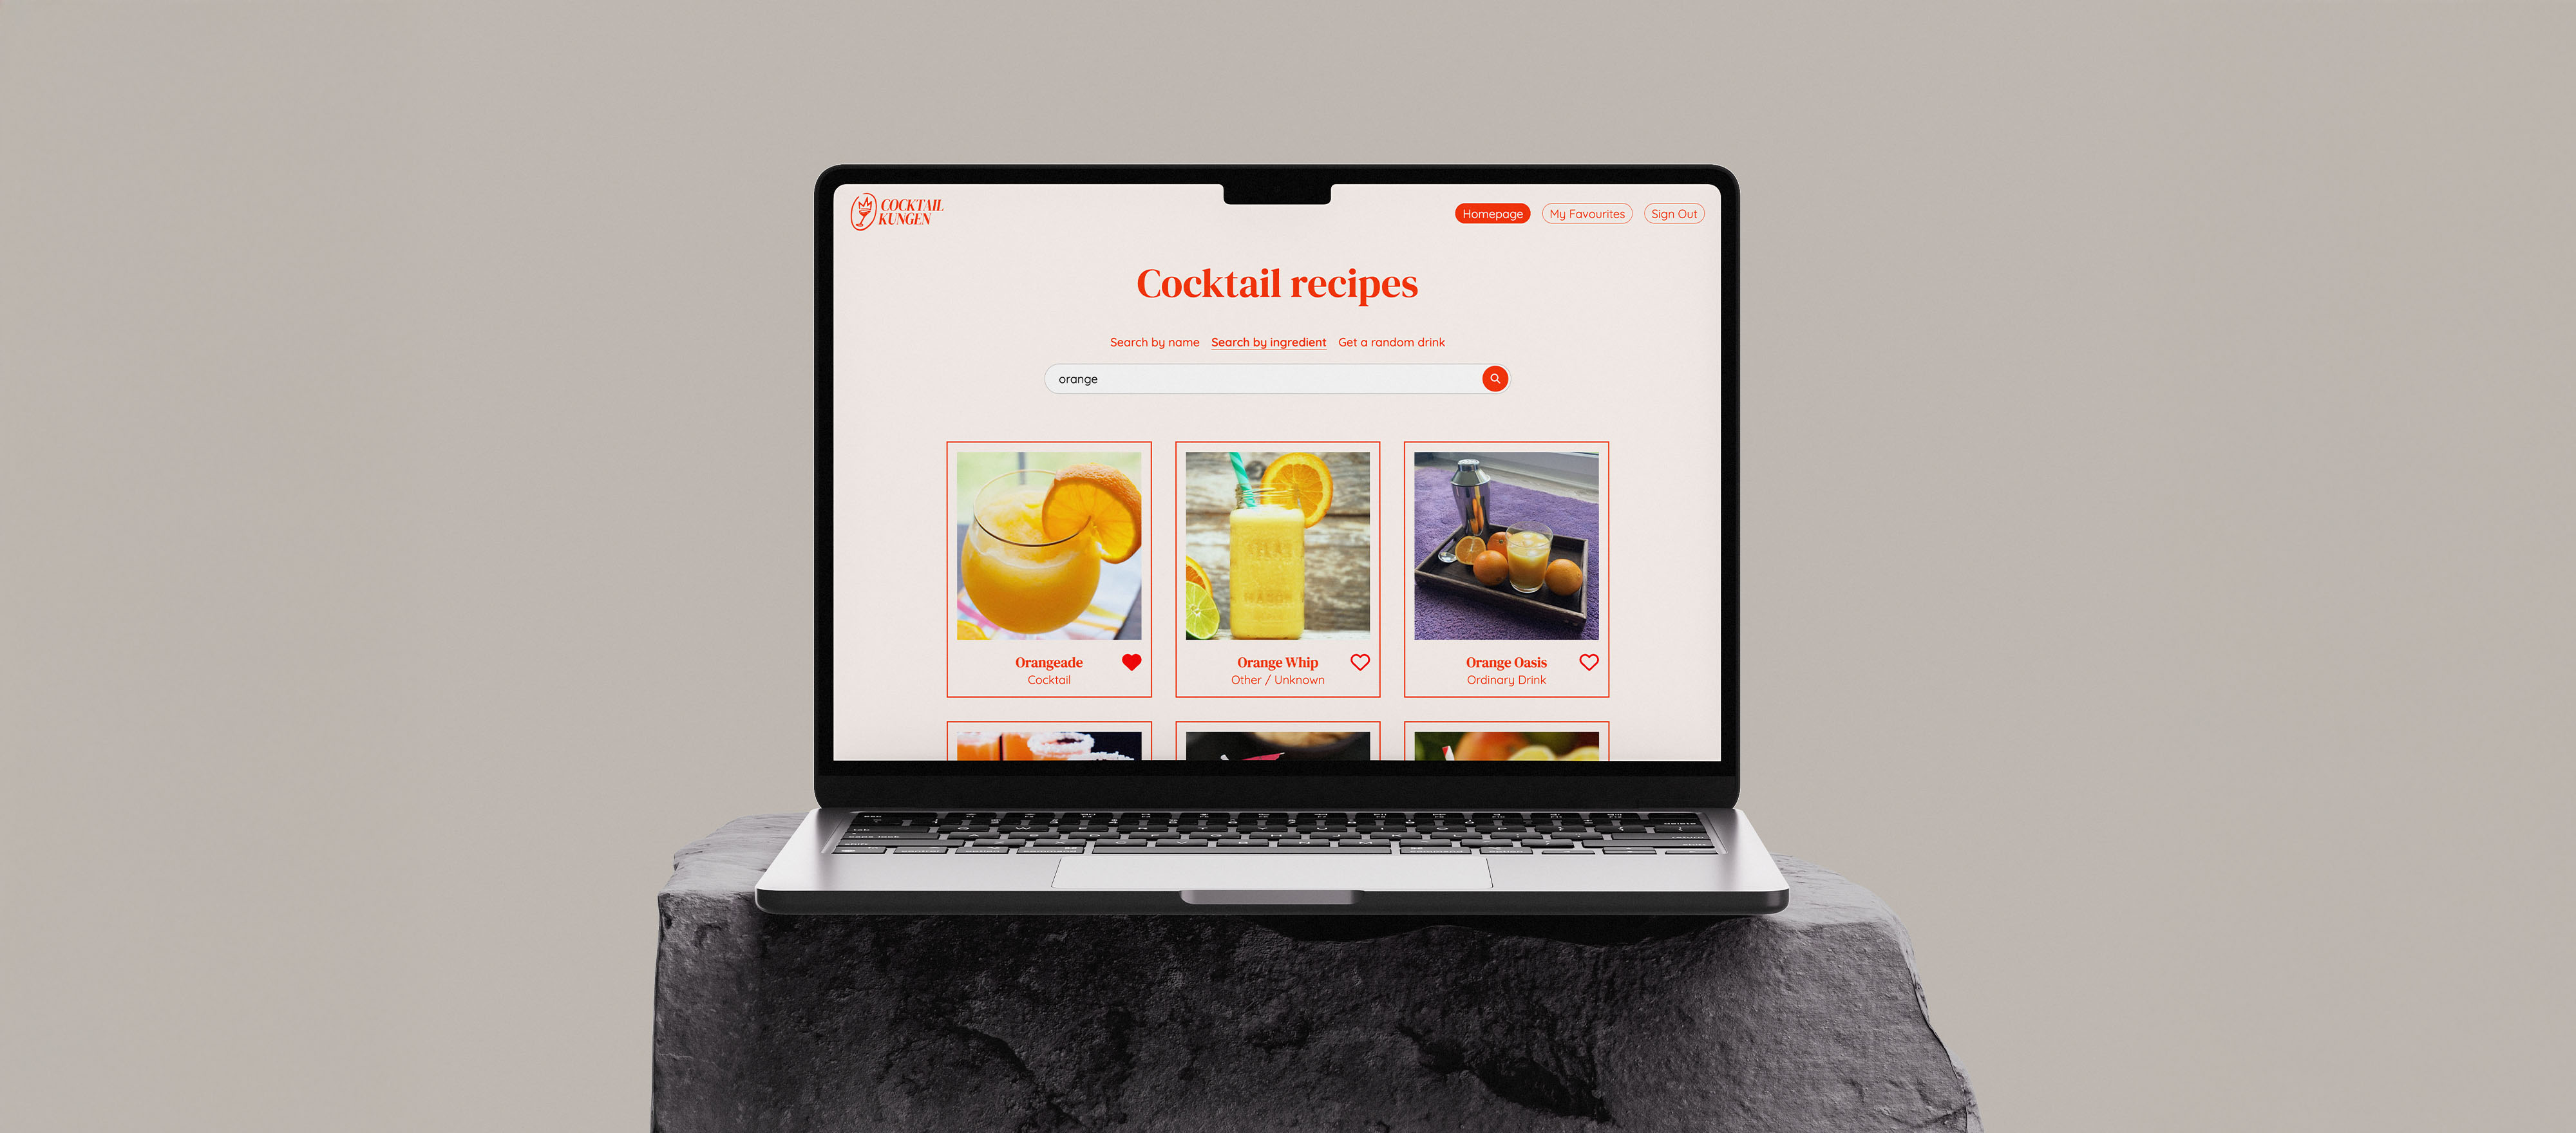 COCKTAIL
KUNGEN
Homepage
My Favourites
Sign Out
Cocktail recipes
Search by name
Search by ingredient
Get a random drink
orange
Orangeade
Cocktail
Orange Whip
Other / Unknown
Orange Oasis
Ordinary Drink